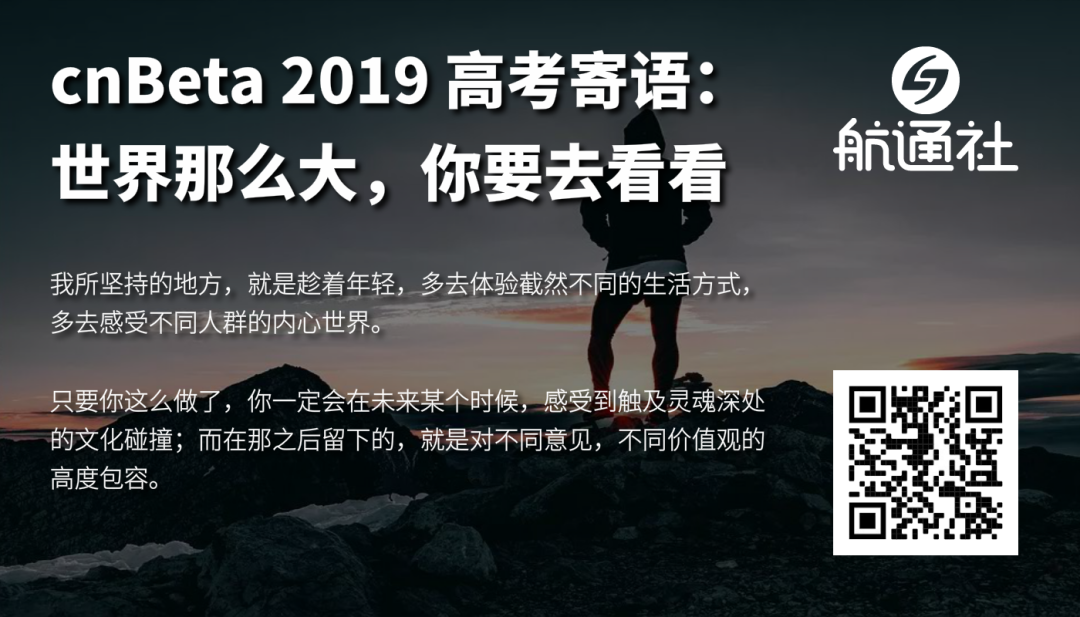 cnBeta 2019 高考寄语：
世界那么大，你要去看看
航通社
我所坚持的地方，就是趁着年轻，多去体验截然不同的生活方式，
多去感受不同人群的内心世界。
只要你这么做了，你一定会在未来某个时候，感受到触及灵魂深处
的文化碰撞；而在那之后留下的，就是对不同意见，不同价值观的
高度包容。